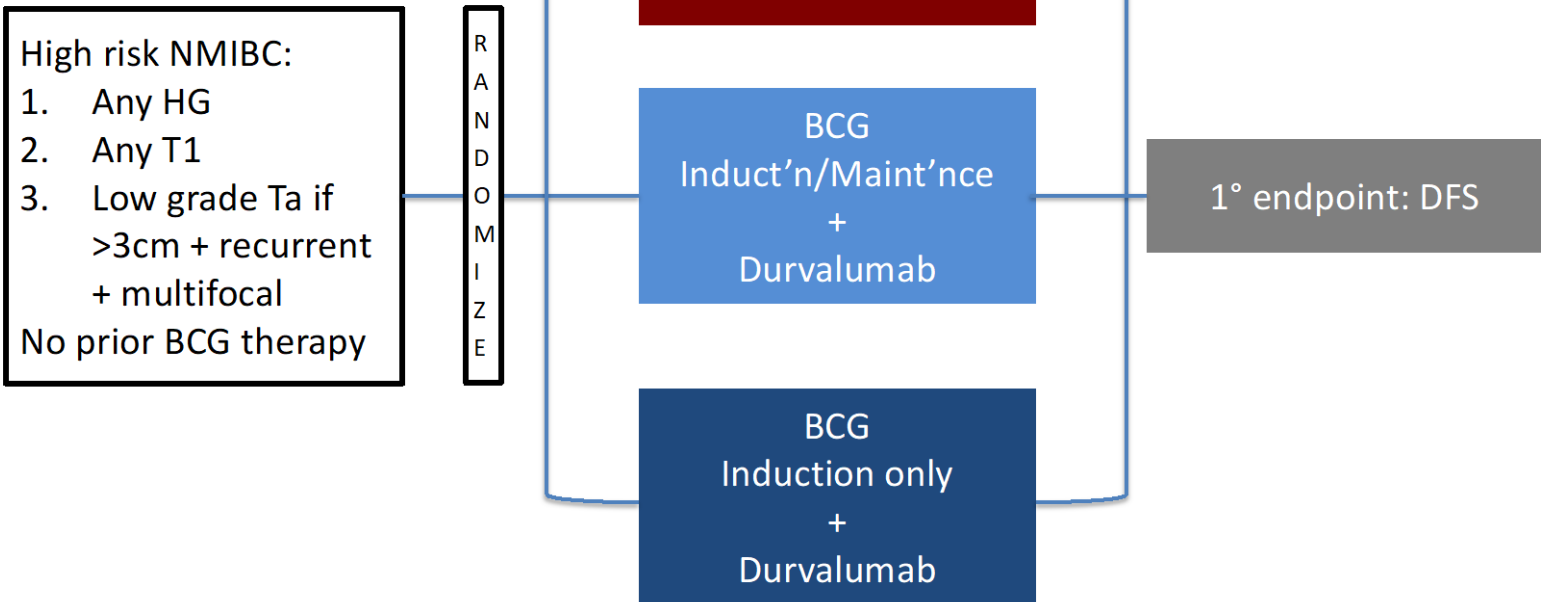 High risk NMIBC:
1. Any HG
2. Any T1
3. Low grade Ta if
>3cm + recurrent
+ multifocal
No prior BCG therapy
R
A
N
D
O
M
I
Z
E
BCG
Induct’n/Maint’nce
+
Durvalumab
BCG
Induction only
+
Durvalumab
1° endpoint: DFS